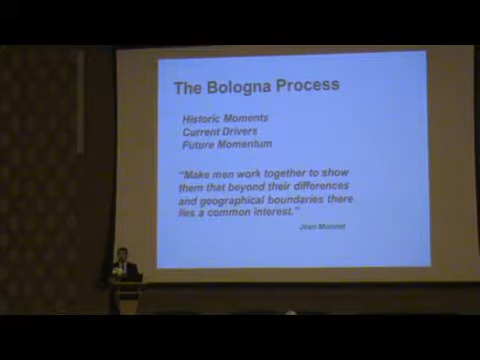 The Bologna Process
Historic Moments
Current Drivers
Future Momentum
“Make men work together to show
them that beyond their differences
and geographical boundaries there
lies a common interest.”
Jean Monnet